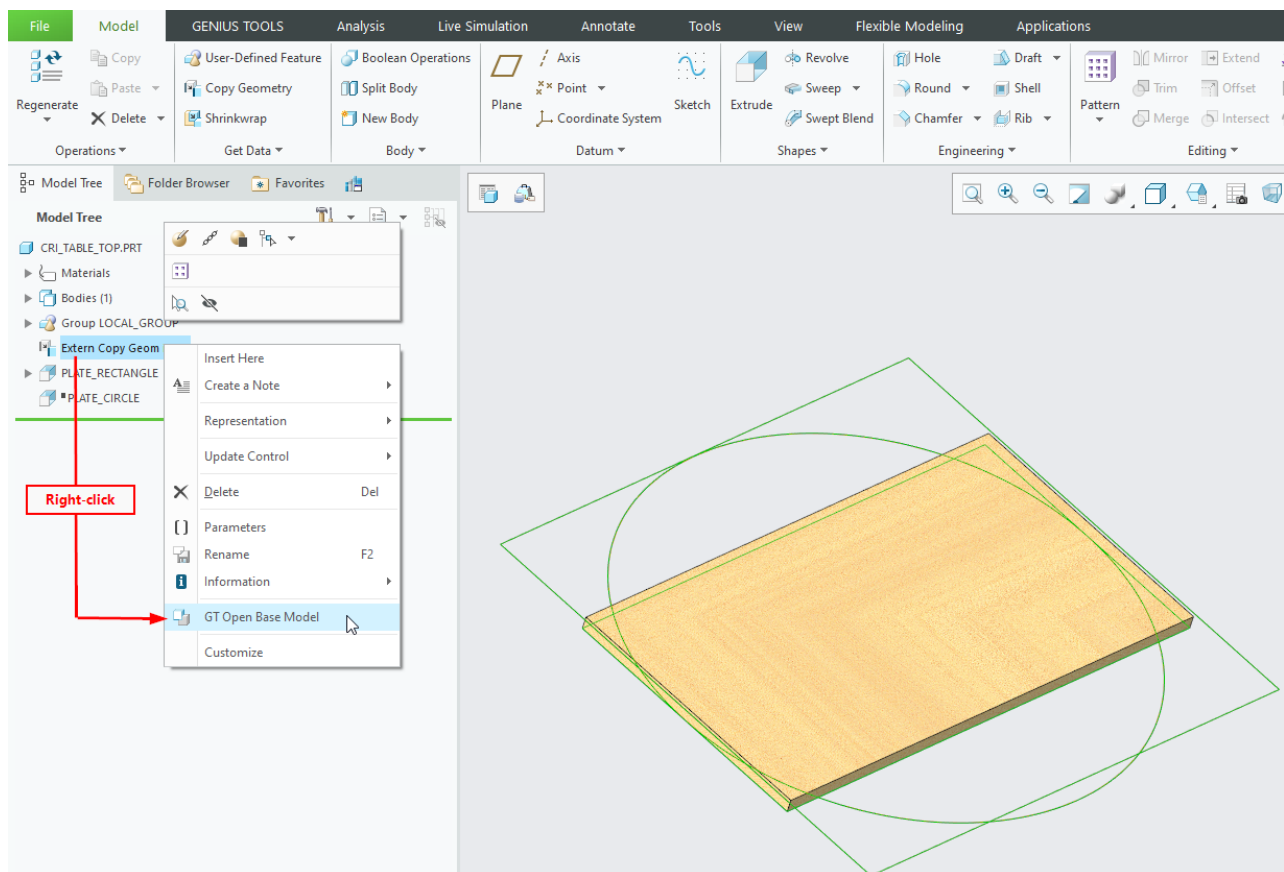 File Model GENIUS TOOLS Analysis Live Simulation Annotate Tools View Flexible Modeling Applications
Copy User-Defined Feature Boolean Operations Axis Revolve Hole Draft Mirror Extend
Paste Copy Geometry Split Body Point Sweep Round Shell Trim Offset
Regenerate Plane Sketch Extrude Pattern
Delete Shrinkwrap New Body Coordinate System Swept Blend Chamfer Rib Merge Intersect
Operations Get Data Body Datum Shapes Engineering Editing
Model Tree Folder Browser Favorites
Model Tree
CRI_TABLE_TOP.PRT
Materials
Bodies (1)
Group LOCAL_GROUP
Extern Copy Geom
PLATE_RECTANGLE
PLATE_CIRCLE
Insert Here
Create a Note
Representation
Update Control
Delete Del
Right-click
Parameters
Rename F2
Information
GT Open Base Model
Customize